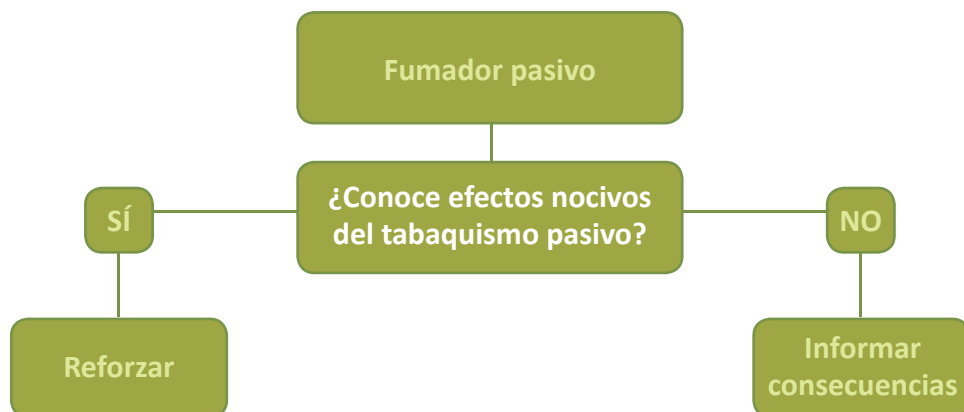 Fumador pasivo
¿Conoce efectos nocivos
del tabaquismo pasivo?
SÍ
NO
Reforzar
Informar
consecuencias